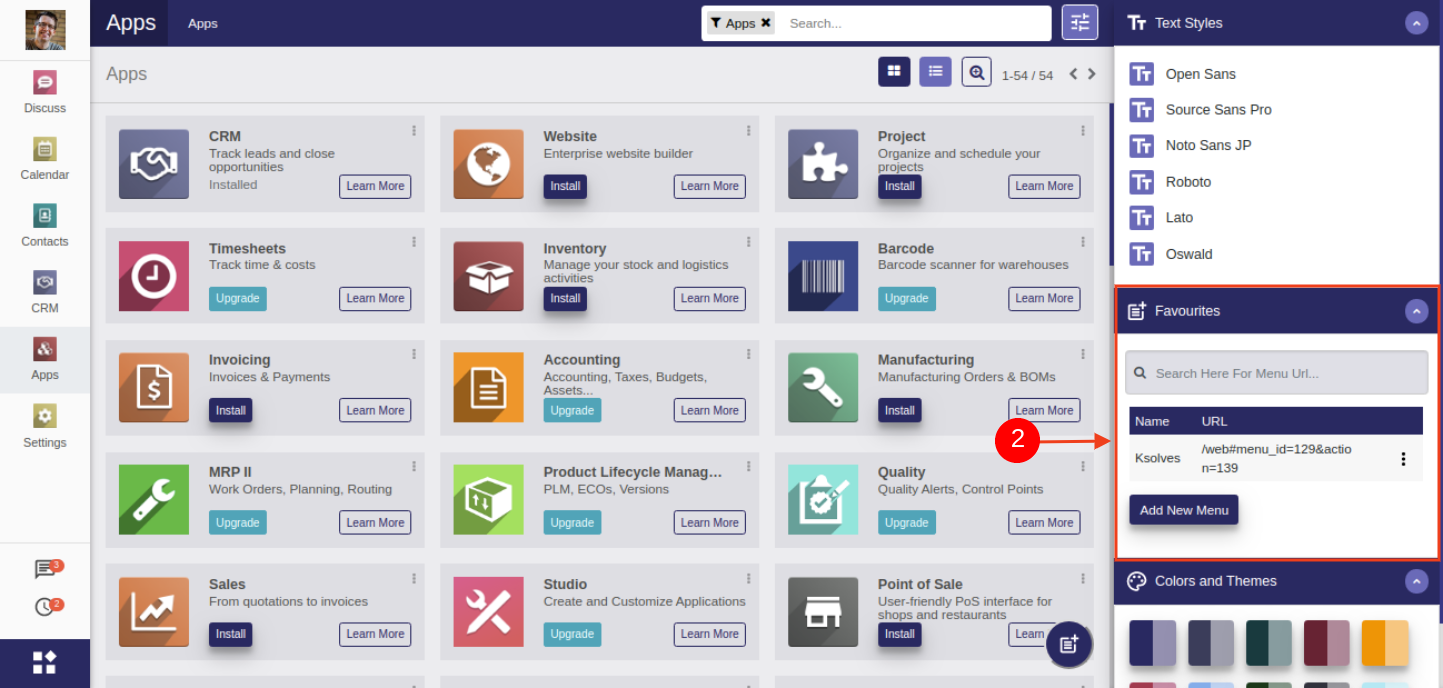 Apps
Apps
Apps ✖
Search...
Discuss
Calendar
Contacts
CRM
Apps
Settings
3
2
Apps
1-54 / 54
CRM
Track leads and close
opportunities
Installed
Learn More
Website
Enterprise website builder
Install
Learn More
Project
Organize and schedule your
projects
Install
Learn More
Timesheets
Track time & costs
Upgrade
Learn More
Inventory
Manage your stock and logistics
activities
Install
Learn More
Barcode
Barcode scanner for warehouses
Upgrade
Learn More
Invoicing
Invoices & Payments
Install
Learn More
Accounting
Accounting, Taxes, Budgets,
Assets...
Upgrade
Learn More
Manufacturing
Manufacturing Orders & BOMs
Install
Learn More
MRP II
Work Orders, Planning, Routing
Upgrade
Learn More
Product Lifecycle Manag...
PLM, ECOs, Versions
Upgrade
Learn More
Quality
Quality Alerts, Control Points
Upgrade
Learn More
Sales
From quotations to invoices
Install
Learn More
Studio
Create and Customize Applications
Upgrade
Learn More
Point of Sale
User-friendly PoS interface for
shops and restaurants
Install
Learn
2
Text Styles
Open Sans
Source Sans Pro
Noto Sans JP
Roboto
Lato
Oswald
Favourites
Search Here For Menu Url...
Name URL
Ksolves /web#menu_id=129&actio
n=139
Add New Menu
Colors and Themes